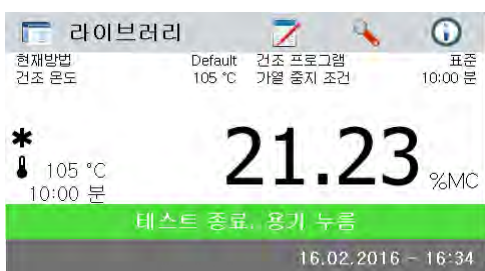 라이브러리
현재방법 Default 건조 프로그램 표준
건조 온도 105 °C 가열 중지 조건 10:00 분
21.23 %MC
105 °C
10:00 분
테스트 종료.. 용기 누름
16.02.2016 - 16:34